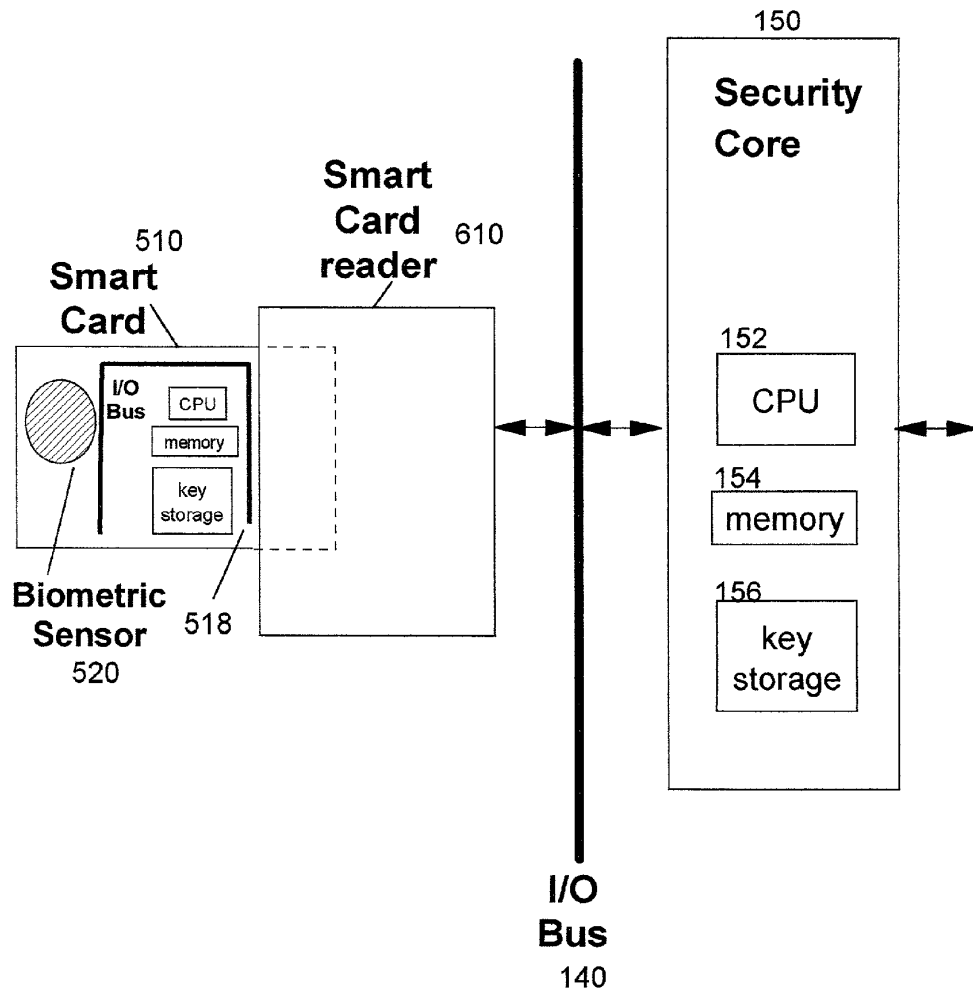 150
Security
Core
Smart
Card
reader
610
510
Smart
Card
I/O
Bus
CPU
memory
key
storage
Biometric
Sensor
520
518
152
CPU
154
memory
156
key
storage
I/O
Bus
140